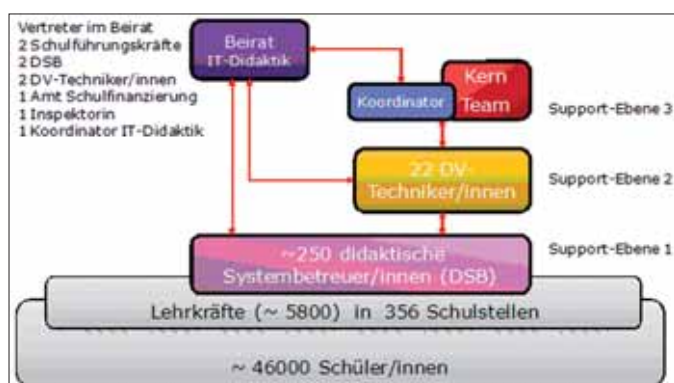 Vertreter im Beirat
2 Schulführungskräfte
2 DSB
2 DV-Techniker/innen
1 Amt Schulfinanzierung
1 Inspektorin
1 Koordinator IT-Didaktik
Beirat
IT-Didaktik
Kern
Team
Koordinator
Support-Ebene 3
22 DV-
Techniker/innen
Support-Ebene 2
~250 didaktische
Systembetreuer/innen (DSB)
Support-Ebene 1
Lehrkräfte (~ 5800) in 356 Schulstellen
~ 46000 Schüler/innen